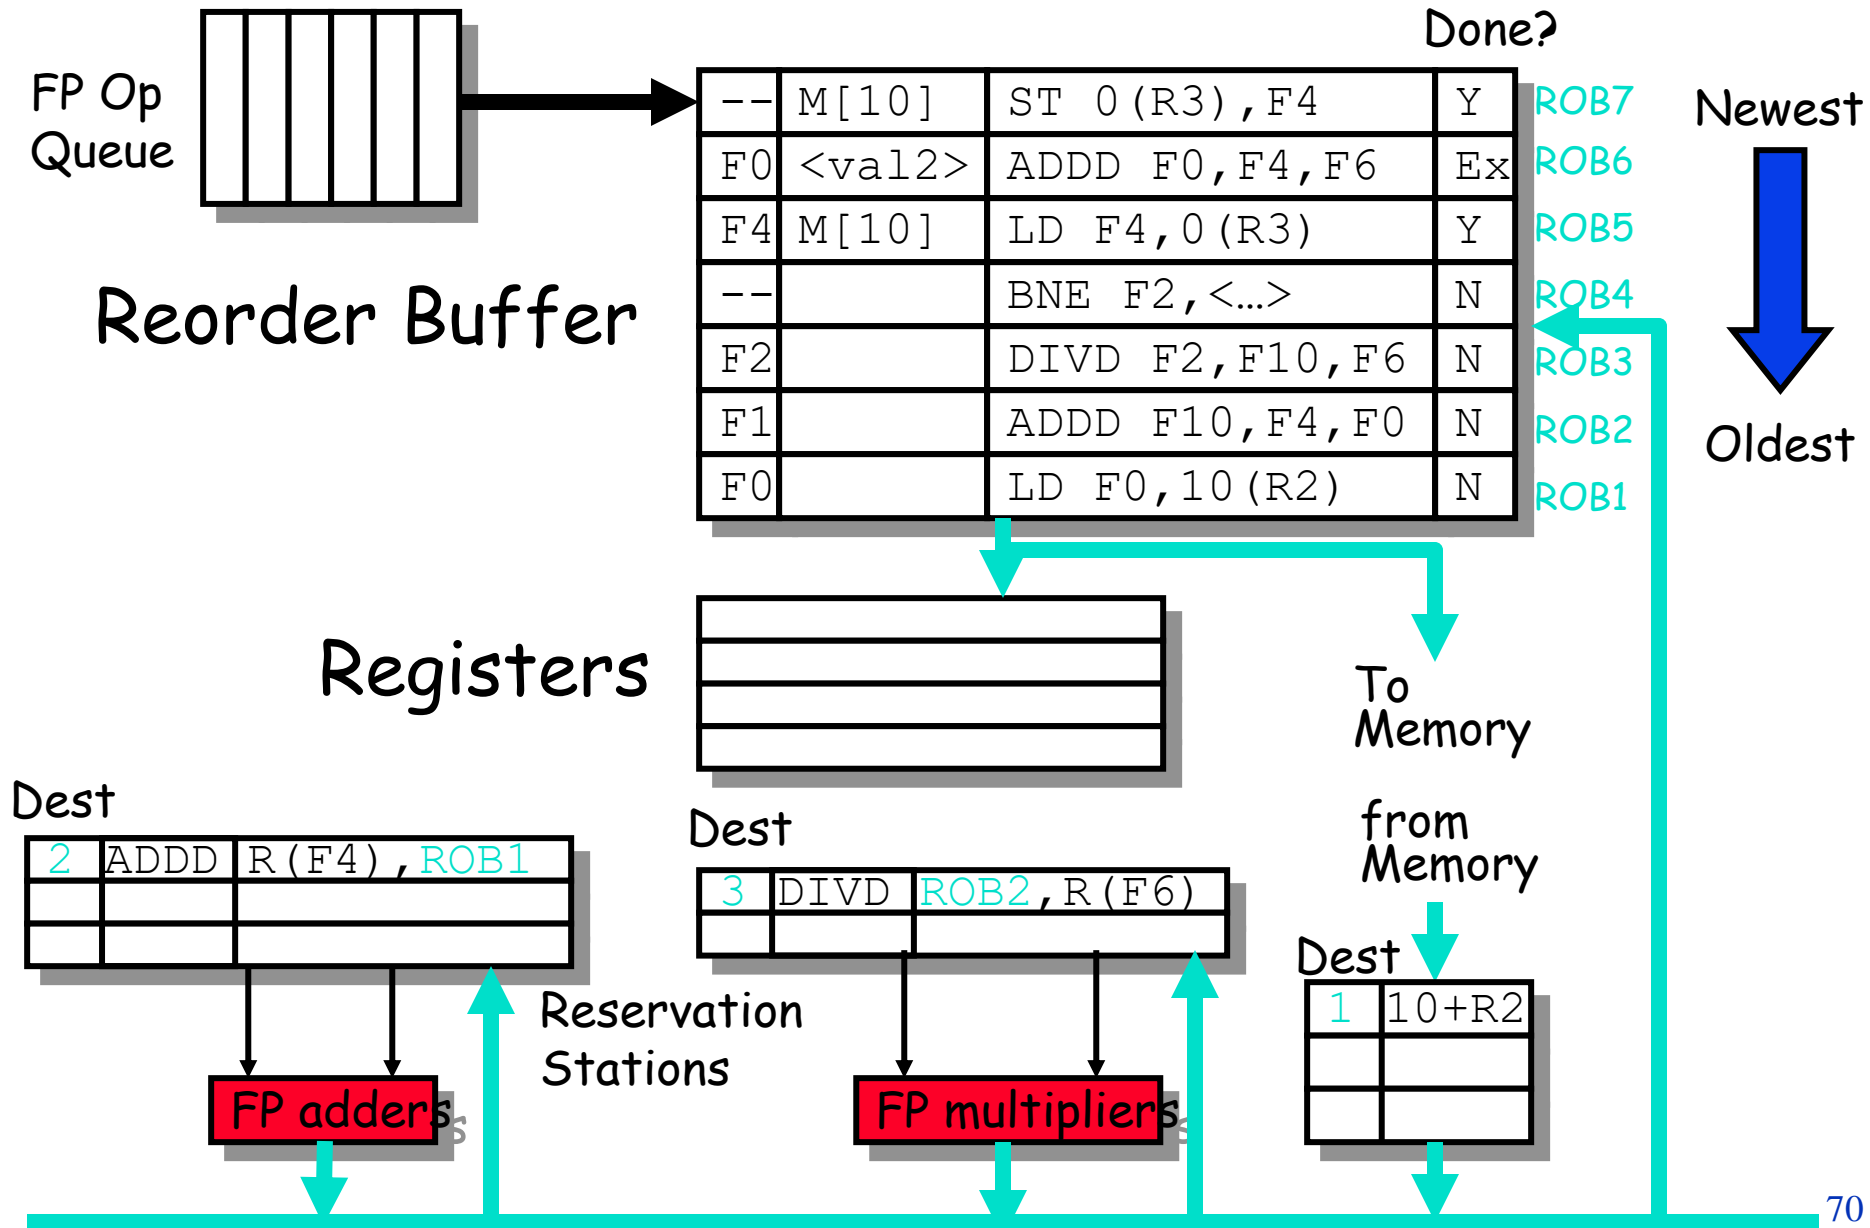 Done?
FP Op
Queue
-- M[10] ST 0(R3),F4 Y ROB7
F0 <val2> ADDD F0,F4,F6 Ex ROB6
F4 M[10] LD F4,0(R3) Y ROB5
-- BNE F2,<…> N ROB4
F2 DIVD F2,F10,F6 N ROB3
F1 ADDD F10,F4,F0 N ROB2
F0 LD F0,10(R2) N ROB1
Newest
Oldest
Reorder Buffer
Registers
To
Memory
from
Memory
Dest
2 ADDD R(F4),ROB1
Dest
3 DIVD ROB2,R(F6)
Dest
1 10+R2
Reservation
Stations
FP adders
FP multipliers
70